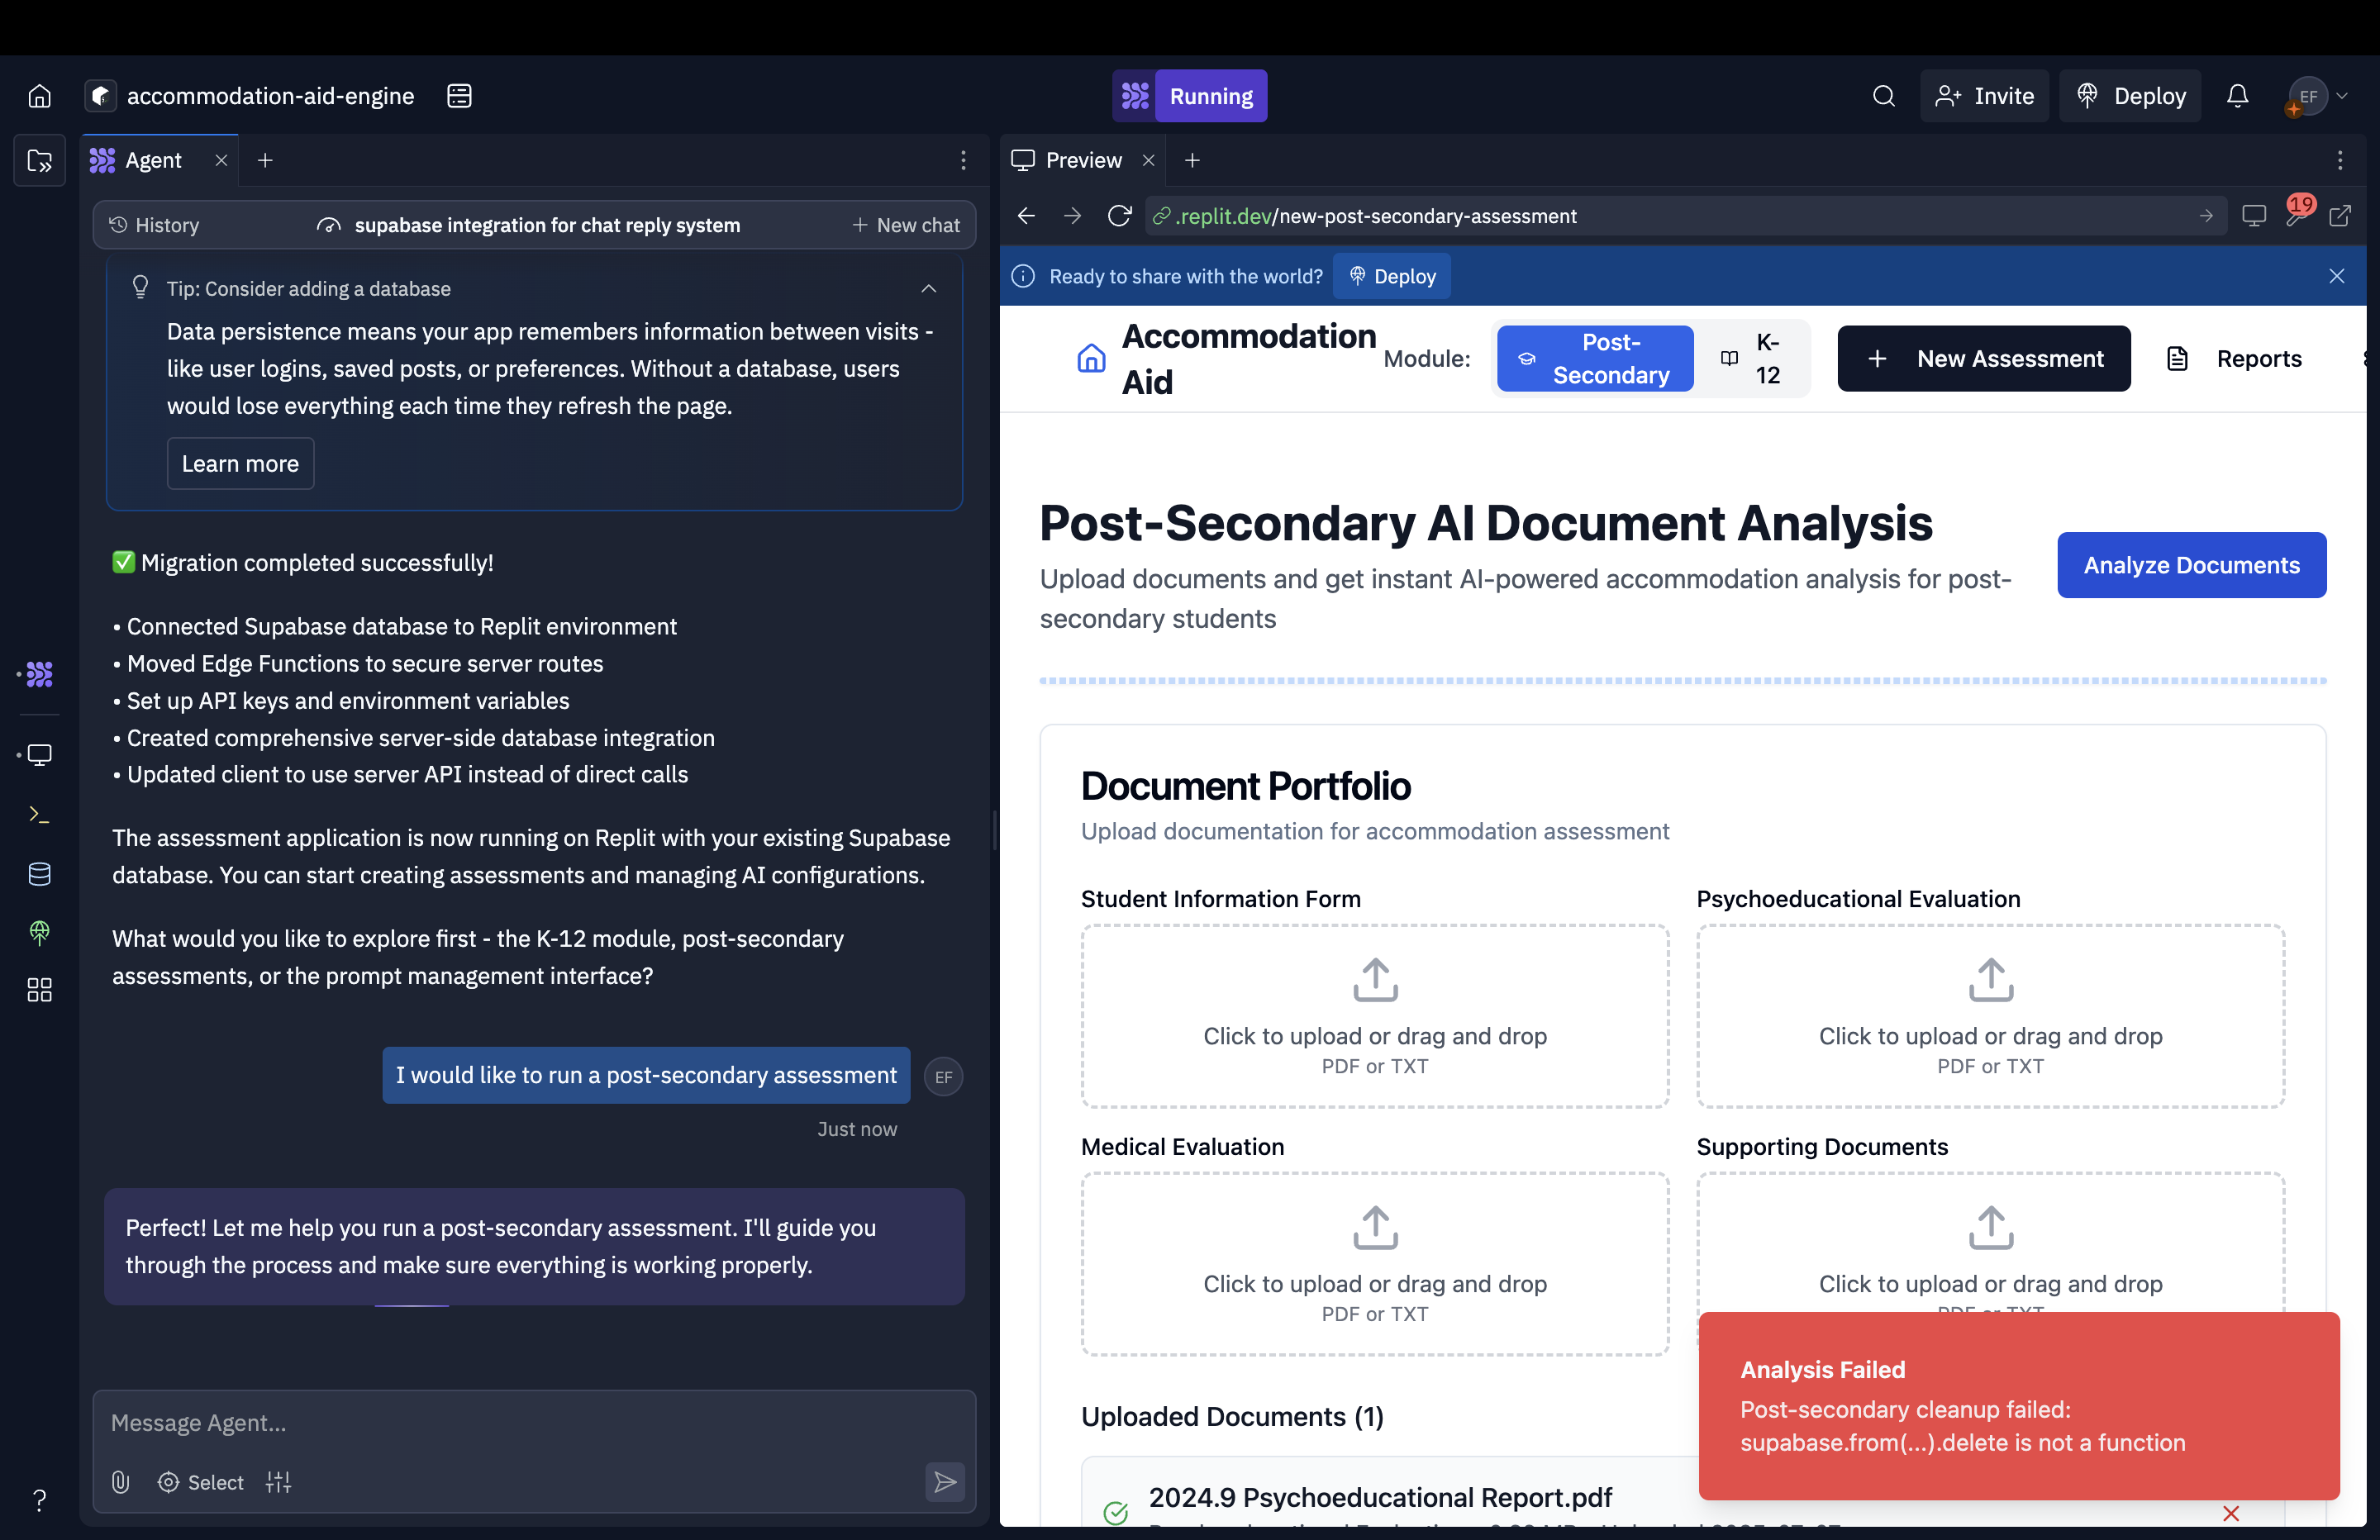 accommodation-aid-engine
Running
Invite
Deploy
EF
Agent
History
supabase integration for chat reply system
New chat
Tip: Consider adding a database
Data persistence means your app remembers information between visits -
like user logins, saved posts, or preferences. Without a database, users
would lose everything each time they refresh the page.
Learn more
✅ Migration completed successfully!
• Connected Supabase database to Replit environment
• Moved Edge Functions to secure server routes
• Set up API keys and environment variables
• Created comprehensive server-side database integration
• Updated client to use server API instead of direct calls
The assessment application is now running on Replit with your existing Supabase
database. You can start creating assessments and managing AI configurations.
What would you like to explore first - the K-12 module, post-secondary
assessments, or the prompt management interface?
I would like to run a post-secondary assessment
EF
Just now
Perfect! Let me help you run a post-secondary assessment. I'll guide you
through the process and make sure everything is working properly.
Message Agent...
Select
?
Preview
.replit.dev/new-post-secondary-assessment
19
Ready to share with the world?
Deploy
Accommodation
Aid
Module:
Post-
Secondary
K-
12
New Assessment
Reports
Post-Secondary AI Document Analysis
Upload documents and get instant AI-powered accommodation analysis for post-
secondary students
Analyze Documents
Document Portfolio
Upload documentation for accommodation assessment
Student Information Form
Click to upload or drag and drop
PDF or TXT
Psychoeducational Evaluation
Click to upload or drag and drop
PDF or TXT
Medical Evaluation
Click to upload or drag and drop
PDF or TXT
Supporting Documents
Click to upload or drag and drop
PDF or TXT
Uploaded Documents (1)
2024.9 Psychoeducational Report.pdf
Analysis Failed
Post-secondary cleanup failed:
supabase.from(...).delete is not a function